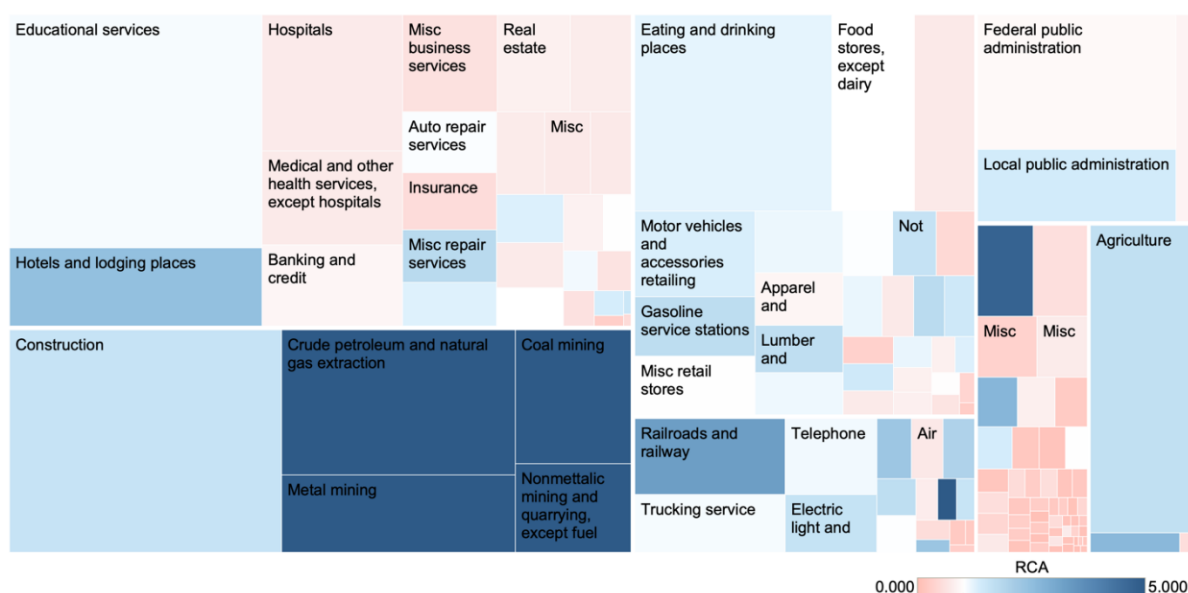 Educational services
Hospitals
Misc
business
services
Real
estate
Auto repair
services
Misc
Medical and other
health services,
except hospitals
Insurance
Misc repair
services
Hotels and lodging places
Banking and
credit
Eating and drinking
places
Food
stores,
except
dairy
Motor vehicles
and
accessories
retailing
Not
Apparel
and
Gasoline
service stations
Lumber
and
Misc retail
stores
Federal public
administration
Local public administration
Agriculture
Misc
Misc
Construction
Crude petroleum and natural
gas extraction
Coal mining
Metal mining
Nonmettalic
mining and
quarrying,
except fuel
Railroads and
railway
Telephone
Air
Trucking service
Electric
light and
RCA
0.000
5.000